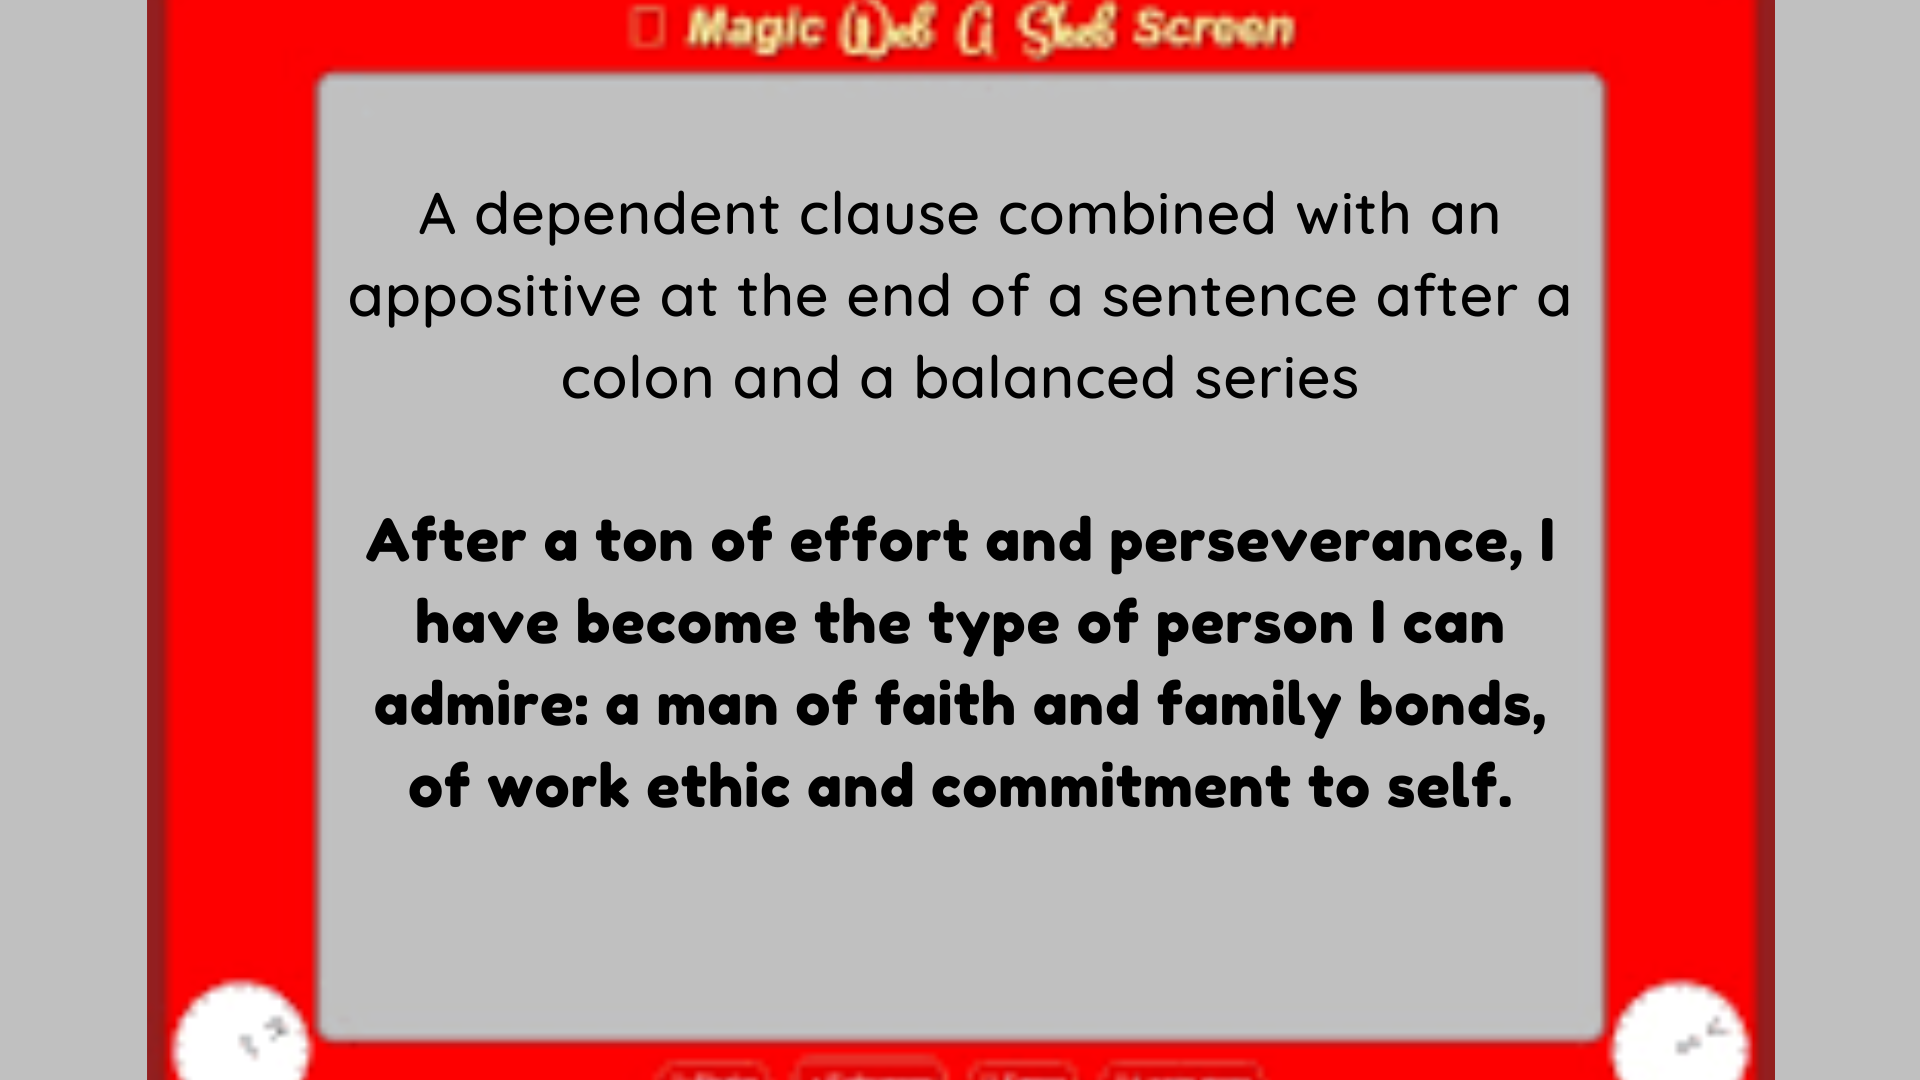 Magic Web A Sketch Screen
A dependent clause combined with an
appositive at the end of a sentence after a
colon and a balanced series
After a ton of effort and perseverance, I
have become the type of person I can
admire: a man of faith and family bonds,
of work ethic and commitment to self.